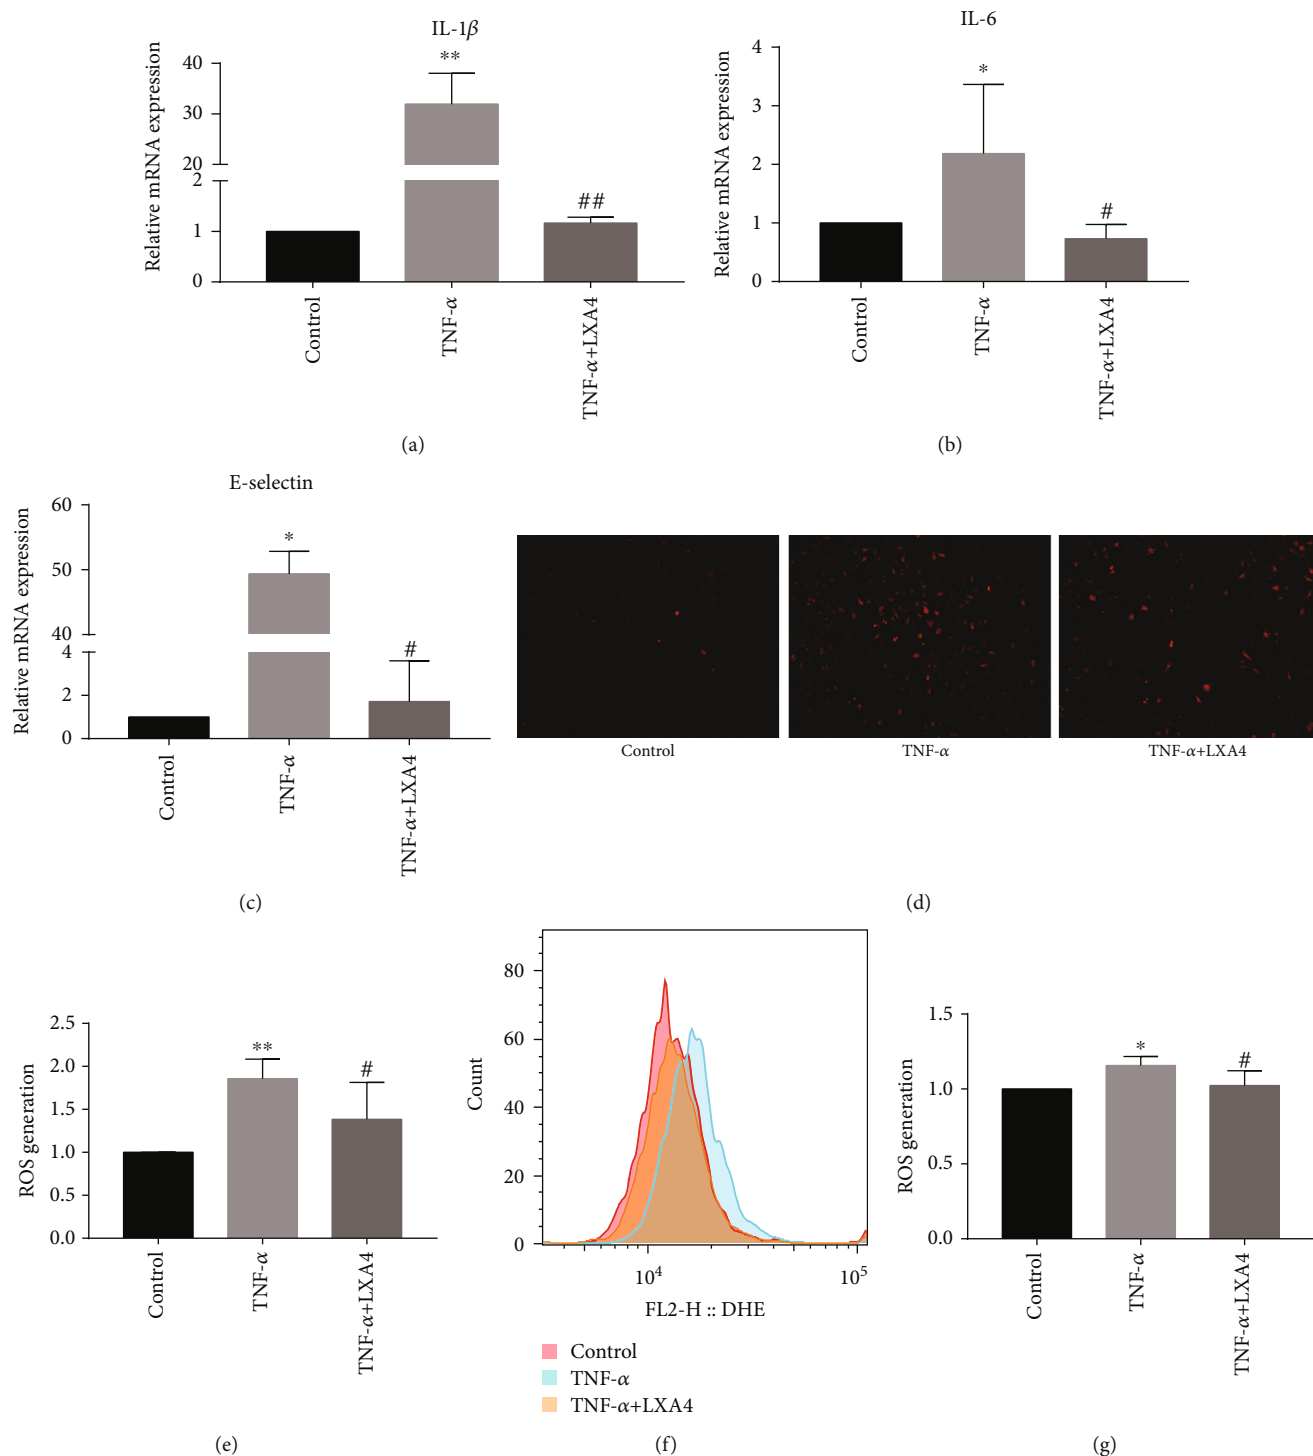 IL-1β
Relative mRNA expression
40
30
20
2
1
0
**
##
Control
TNF-α
TNF-α+LXA4
(a)
IL-6
Relative mRNA expression
4
3
2
1
0
*
#
Control
TNF-α
TNF-α+LXA4
(b)
E-selectin
Relative mRNA expression
60
50
40
4
2
0
*
#
Control
TNF-α
TNF-α+LXA4
(c)
Control
TNF-α
TNF-α+LXA4
(d)
ROS generation
2.5
2.0
1.5
1.0
0.5
0.0
**
#
Control
TNF-α
TNF-α+LXA4
(e)
Count
80
60
40
20
0
10⁴
10⁵
FL2-H :: DHE
Control
TNF-α
TNF-α+LXA4
(f)
ROS generation
1.5
1.0
0.5
0.0
*
#
Control
TNF-α
TNF-α+LXA4
(g)